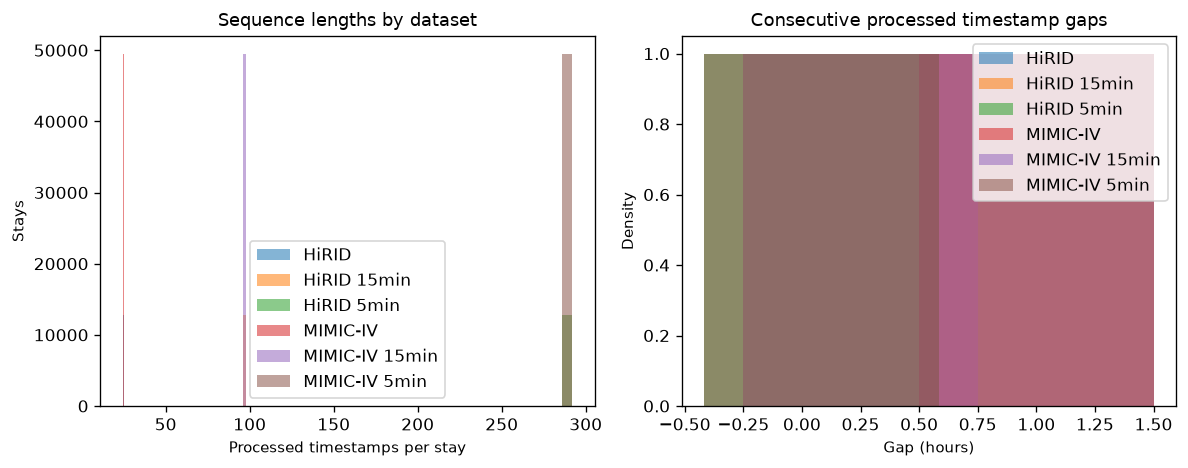 Sequence lengths by dataset
50000
40000
30000
20000
10000
0
Stays
50
100
150
200
250
300
Processed timestamps per stay
HiRID
HiRID 15min
HiRID 5min
MIMIC-IV
MIMIC-IV 15min
MIMIC-IV 5min
Consecutive processed timestamp gaps
1.0
0.8
0.6
0.4
0.2
0.0
Density
−0.50
−0.25
0.00
0.25
0.50
0.75
1.00
1.25
1.50
Gap (hours)
HiRID
HiRID 15min
HiRID 5min
MIMIC-IV
MIMIC-IV 15min
MIMIC-IV 5min